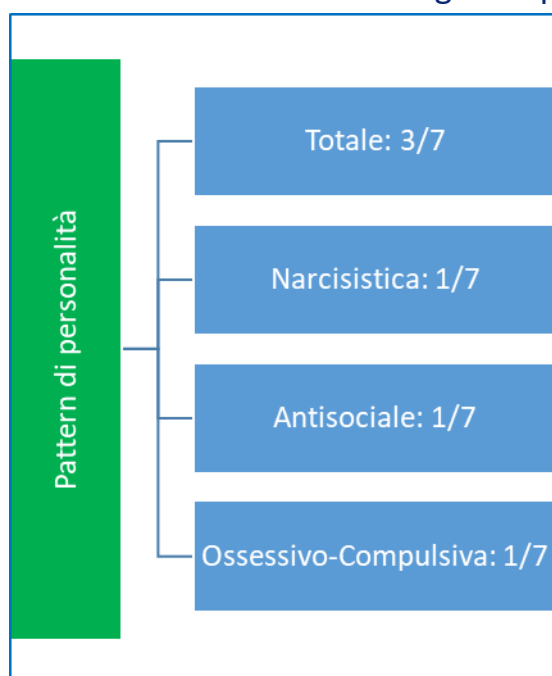 Pattern di personalità
Totale: 3/7
Narcisistica: 1/7
Antisociale: 1/7
Ossessivo-Compulsiva: 1/7